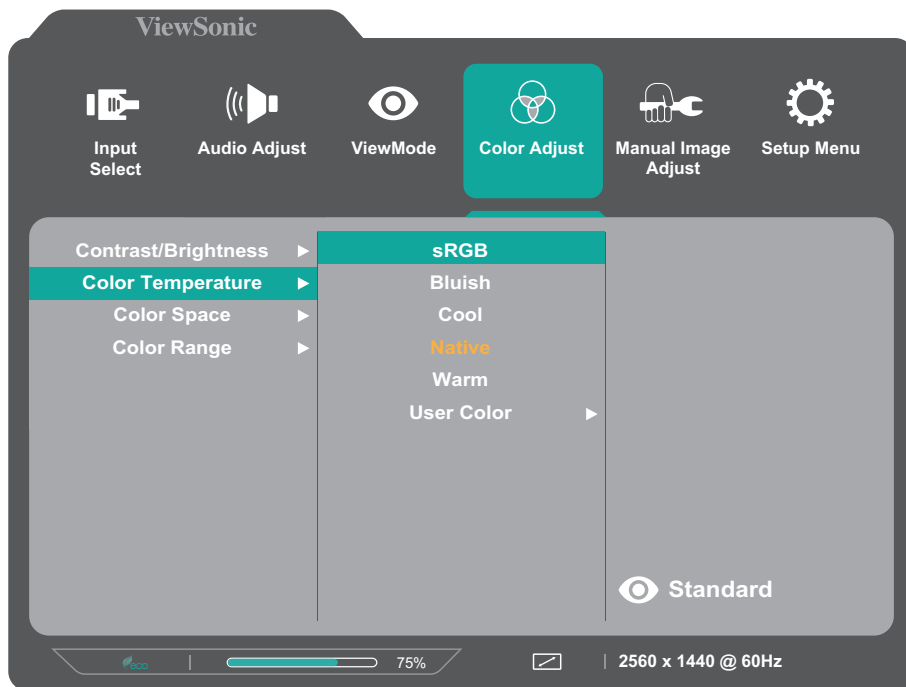 ViewSonic
Input
Select
Audio Adjust
ViewMode
Color Adjust
Manual Image
Adjust
Setup Menu
Contrast/Brightness
Color Temperature
Color Space
Color Range
sRGB
Bluish
Cool
Native
Warm
User Color
Standard
eco
75%
2560 x 1440 @ 60Hz